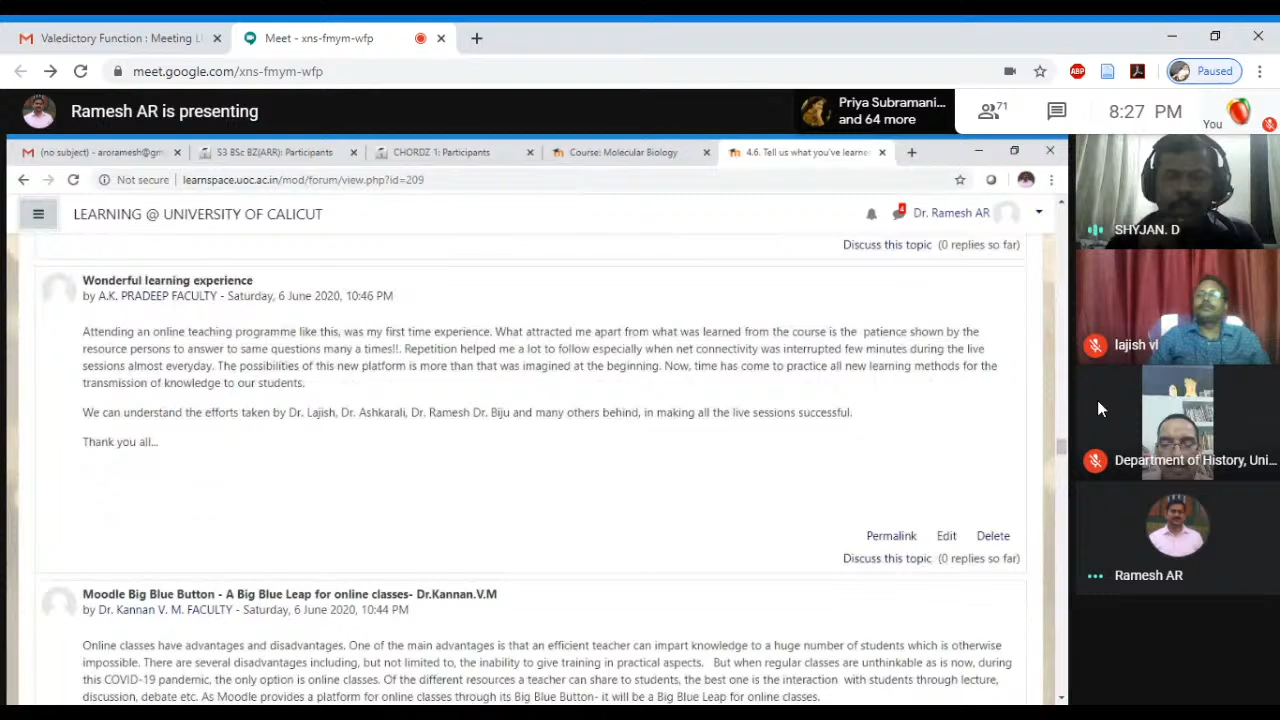 Valedictory Function : Meeting L
Meet - xns-fmym-wfp
meet.google.com/xns-fmym-wfp
ABP
Paused
Ramesh AR is presenting
Priya Subramani...
and 64 more
71
8:27 PM
You
(no subject) - aroramesh@gm
S3 BSc BZ(ARR): Participants
CHORDZ 1: Participants
Course: Molecular Biology
4.6. Tell us what you've learne
Not secure
learnspace.uoc.ac.in/mod/forum/view.php?id=209
LEARNING @ UNIVERSITY OF CALICUT
4
Dr. Ramesh AR
Discuss this topic (0 replies so far)
Wonderful learning experience
by A.K. PRADEEP FACULTY - Saturday, 6 June 2020, 10:46 PM
Attending an online teaching programme like this, was my first time experience. What attracted me apart from what was learned from the course is the patience shown by the
resource persons to answer to same questions many a times!!. Repetition helped me a lot to follow especially when net connectivity was interrupted few minutes during the live
sessions almost everyday. The possibilities of this new platform is more than that was imagined at the beginning. Now, time has come to practice all new learning methods for the
transmission of knowledge to our students.
We can understand the efforts taken by Dr. Lajish, Dr. Ashkarali, Dr. Ramesh Dr. Biju and many others behind, in making all the live sessions successful.
Thank you all...
Permalink Edit Delete
Discuss this topic (0 replies so far)
Moodle Big Blue Button - A Big Blue Leap for online classes- Dr.Kannan.V.M
by Dr. Kannan V. M. FACULTY - Saturday, 6 June 2020, 10:44 PM
Online classes have advantages and disadvantages. One of the main advantages is that an efficient teacher can impart knowledge to a huge number of students which is otherwise
impossible. There are several disadvantages including, but not limited to, the inability to give training in practical aspects. But when regular classes are unthinkable as is now, during
this COVID-19 pandemic, the only option is online classes. Of the different resources a teacher can share to students, the best one is the interaction with students through lecture,
discussion, debate etc. As Moodle provides a platform for online classes through its Big Blue Button- it will be a Big Blue Leap for online classes.
SHYJAN. D
lajish vl
Department of History, Uni...
Ramesh AR